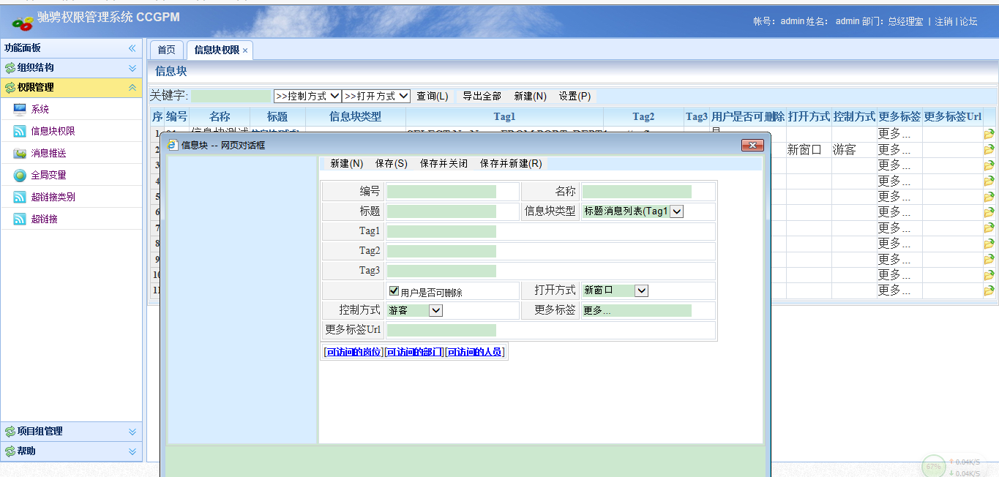 驰骋权限管理系统 CCGPM
帐号： admin 姓名： admin 部门：总经理室 | 注销 | 论坛
功能面板
组织结构
权限管理
系统
信息块权限
消息推送
全局变量
超链接类别
超链接
项目组管理
帮助
首页 信息块权限 ×
信息块
关键字: >>控制方式 >>打开方式 查询(L) 导出全部 新建(N) 设置(P)
序 编号 名称 标题 信息块类型 Tag1 Tag2 Tag3 用户是否可删除 打开方式 控制方式 更多标签 更多标签Url
1 更多...
2 新窗口 游客 更多...
3 更多...
4 更多...
5 更多...
6 更多...
7 更多...
8 更多...
9 更多...
10 更多...
11 更多...
信息块 -- 网页对话框
新建(N) 保存(S) 保存并关闭 保存并新建(R)
编号 名称
标题 信息块类型 标题消息列表(Tag1
Tag1
Tag2
Tag3
用户是否可删除 打开方式 新窗口
控制方式 游客 更多标签 更多...
更多标签Url
[可访问的岗位][可访问的部门][可访问的人员]
67%
↑ 0.04K/S
↓ 0.04K/S